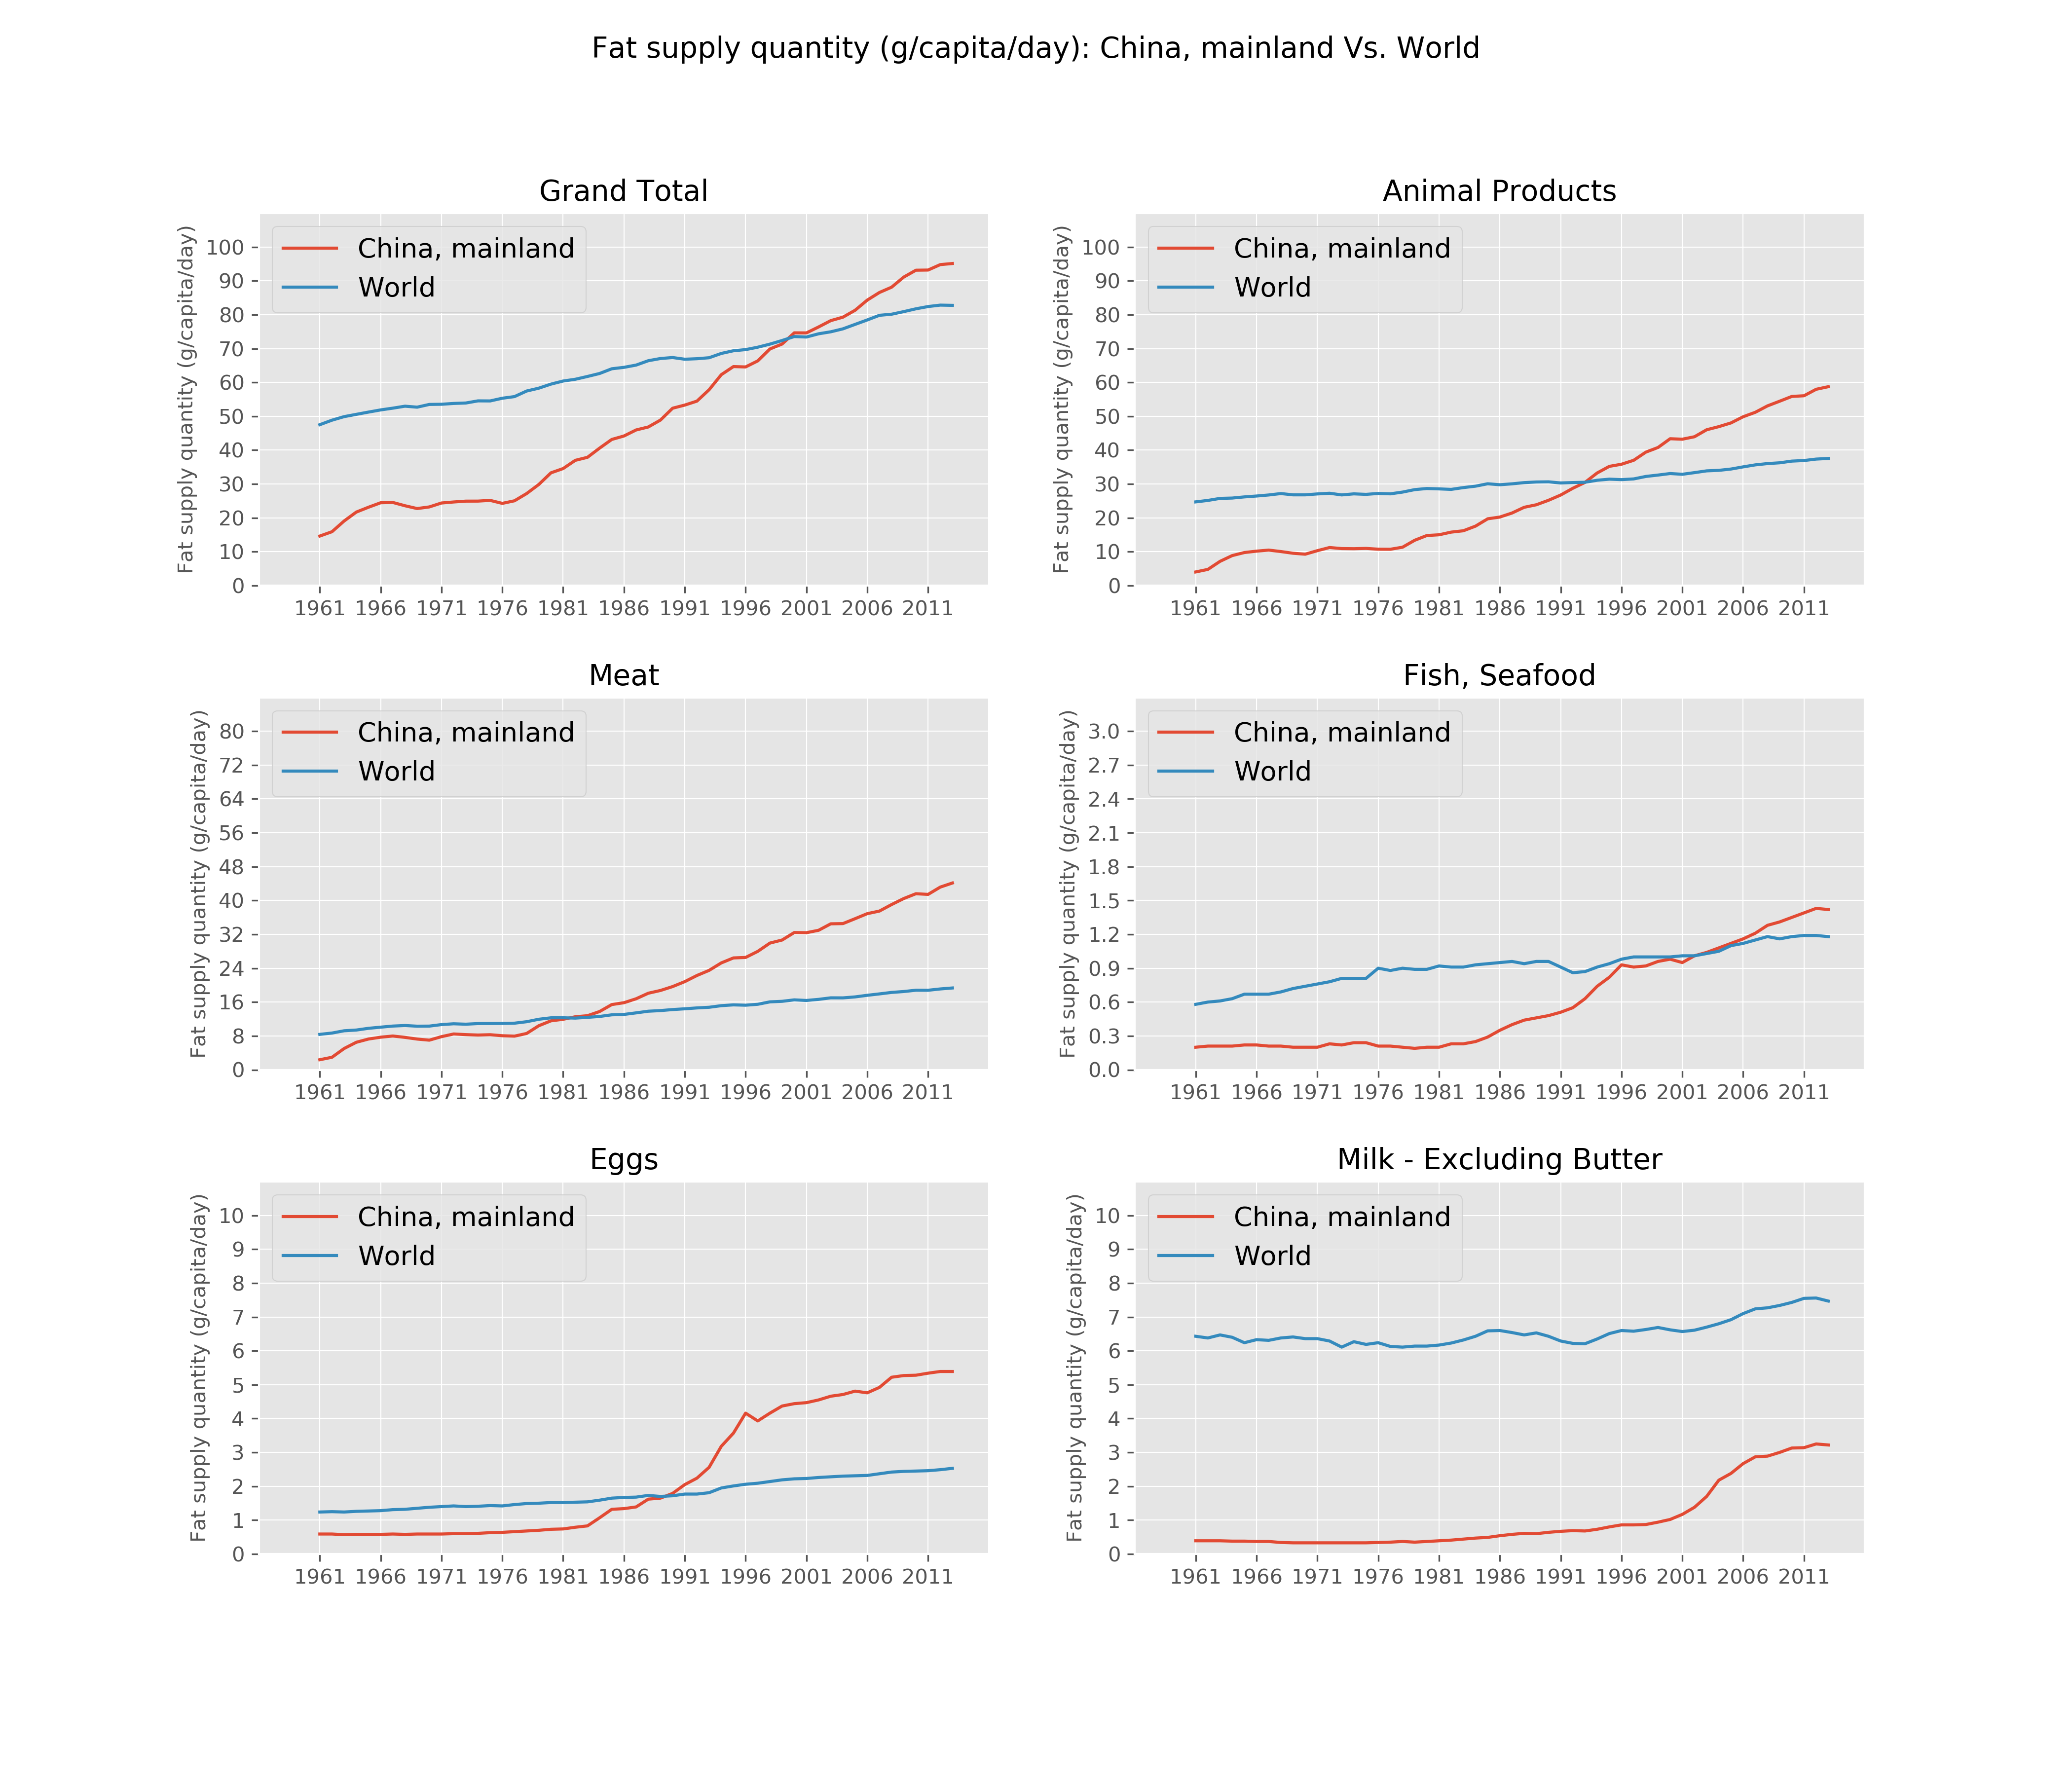 Fat supply quantity (g/capita/day): China, mainland Vs. World
Grand Total
Fat supply quantity (g/capita/day)
100
90
80
70
60
50
40
30
20
10
0
China, mainland
World
1961 1966 1971 1976 1981 1986 1991 1996 2001 2006 2011
Animal Products
Fat supply quantity (g/capita/day)
100
90
80
70
60
50
40
30
20
10
0
China, mainland
World
1961 1966 1971 1976 1981 1986 1991 1996 2001 2006 2011
Meat
Fat supply quantity (g/capita/day)
80
72
64
56
48
40
32
24
16
8
0
China, mainland
World
1961 1966 1971 1976 1981 1986 1991 1996 2001 2006 2011
Fish, Seafood
Fat supply quantity (g/capita/day)
3.0
2.7
2.4
2.1
1.8
1.5
1.2
0.9
0.6
0.3
0.0
China, mainland
World
1961 1966 1971 1976 1981 1986 1991 1996 2001 2006 2011
Eggs
Fat supply quantity (g/capita/day)
10
9
8
7
6
5
4
3
2
1
0
China, mainland
World
1961 1966 1971 1976 1981 1986 1991 1996 2001 2006 2011
Milk - Excluding Butter
Fat supply quantity (g/capita/day)
10
9
8
7
6
5
4
3
2
1
0
China, mainland
World
1961 1966 1971 1976 1981 1986 1991 1996 2001 2006 2011